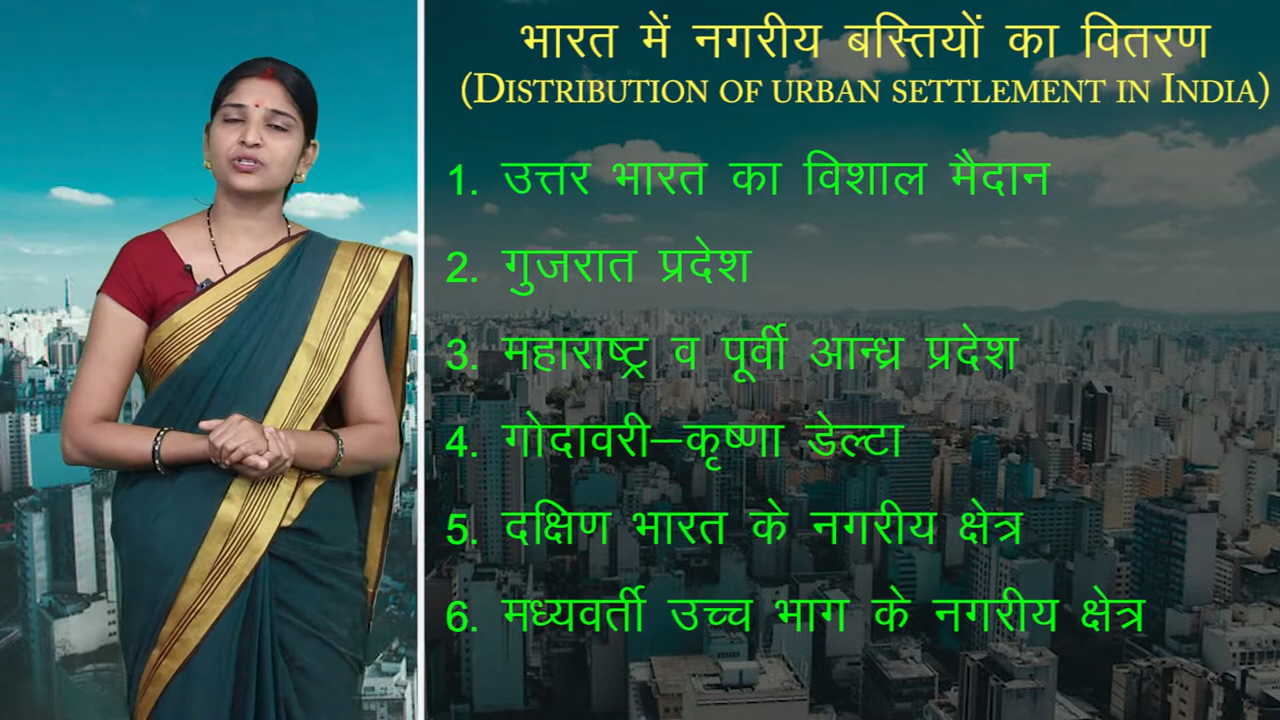 भारत में नगरीय बस्तियों का वितरण
(Distribution of urban settlement in India)
1. उत्तर भारत का विशाल मैदान
2. गुजरात प्रदेश
3. महाराष्ट्र व पूर्वी आन्ध्र प्रदेश
4. गोदावरी–कृष्णा डेल्टा
5. दक्षिण भारत के नगरीय क्षेत्र
6. मध्यवर्ती उच्च भाग के नगरीय क्षेत्र